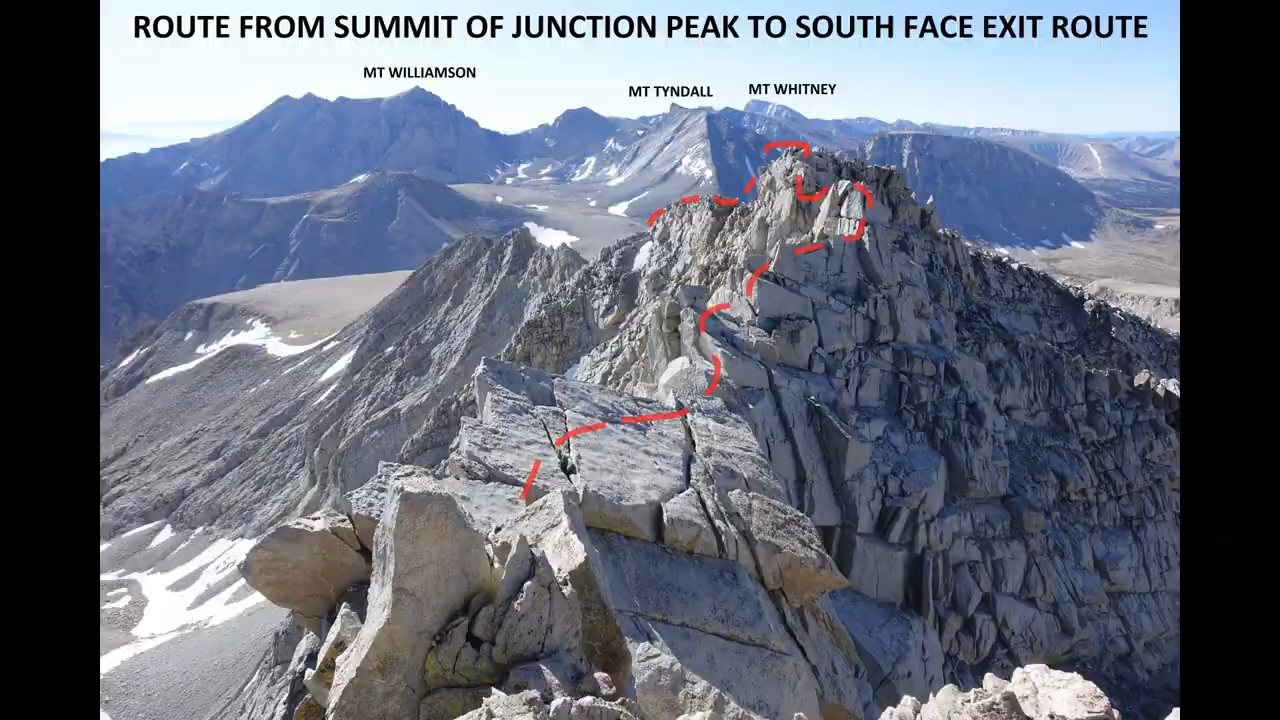 ROUTE FROM SUMMIT OF JUNCTION PEAK TO SOUTH FACE EXIT ROUTE
MT WILLIAMSON
MT TYNDALL
MT WHITNEY